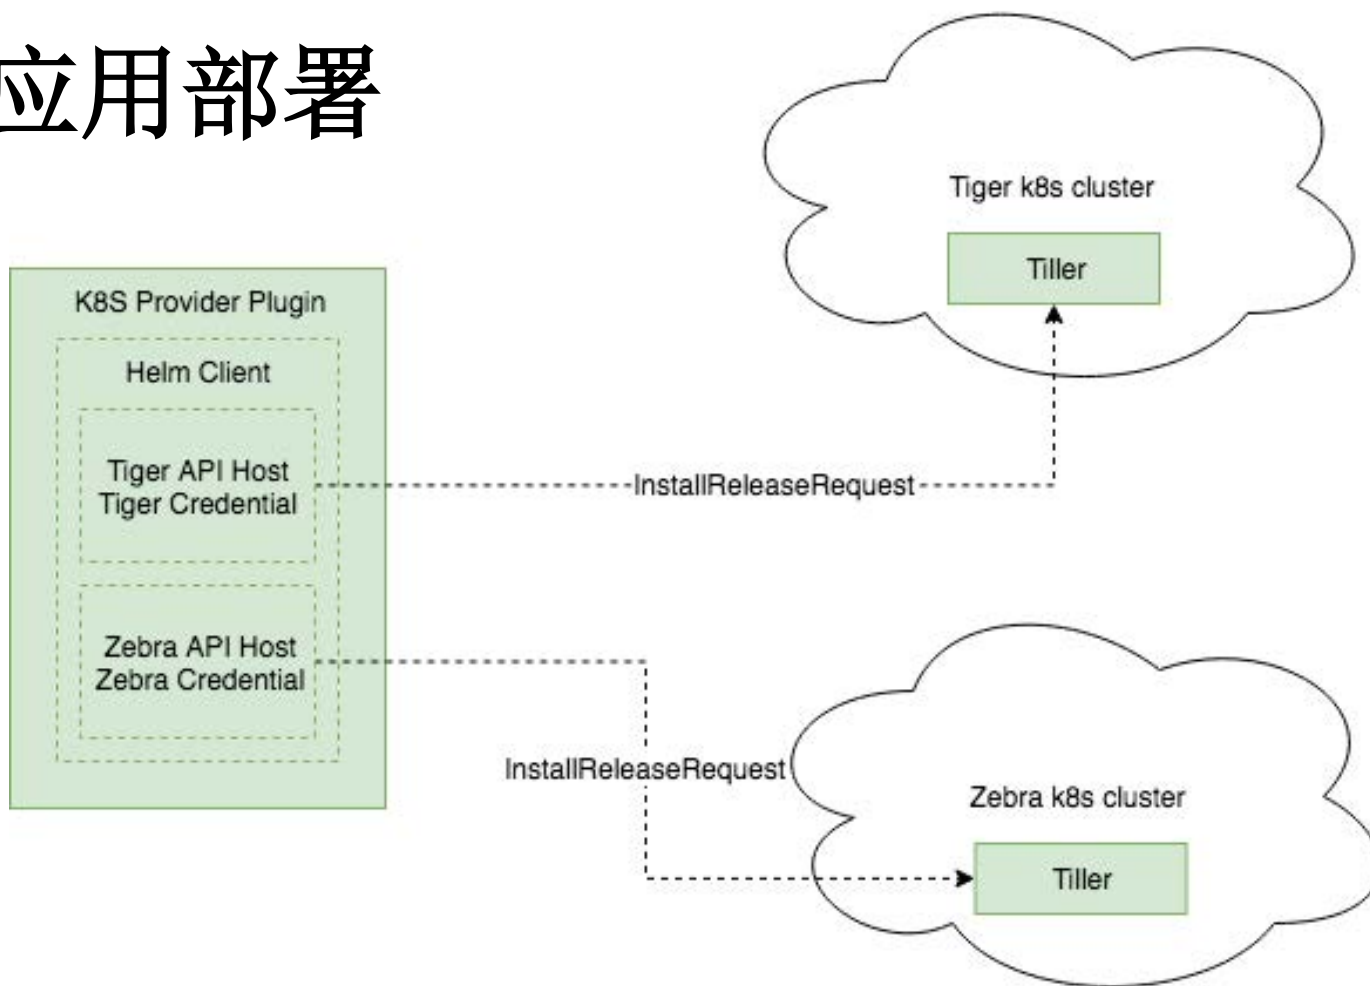 应用部署
Tiger k8s cluster
Tiller
K8S Provider Plugin
Helm Client
Tiger API Host
Tiger Credential
InstallReleaseRequest
Zebra API Host
Zebra Credential
InstallReleaseRequest
Zebra k8s cluster
Tiller